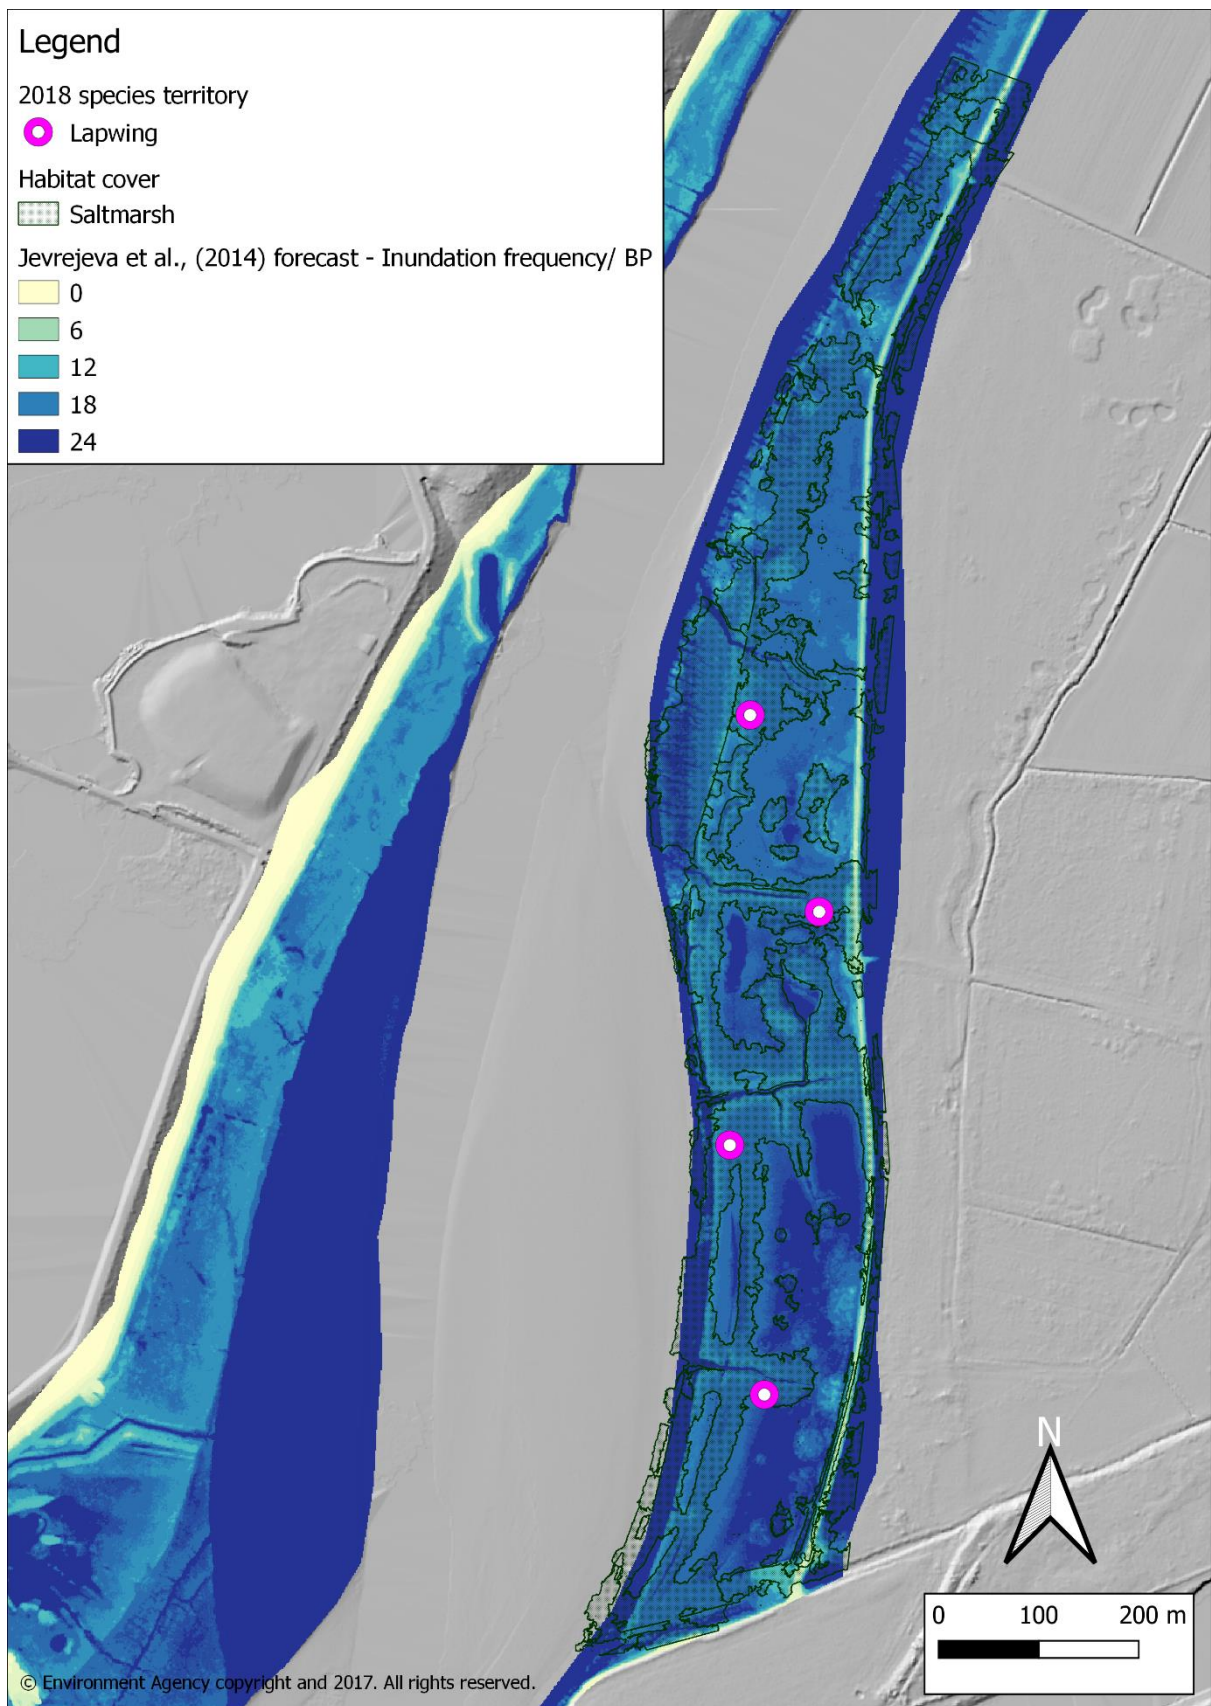 Legend
2018 species territory
Lapwing
Habitat cover
Saltmarsh
Jevrejeva et al., (2014) forecast - Inundation frequency/ BP
0
6
12
18
24
N
0 100 200 m
© Environment Agency copyright and 2017. All rights reserved.